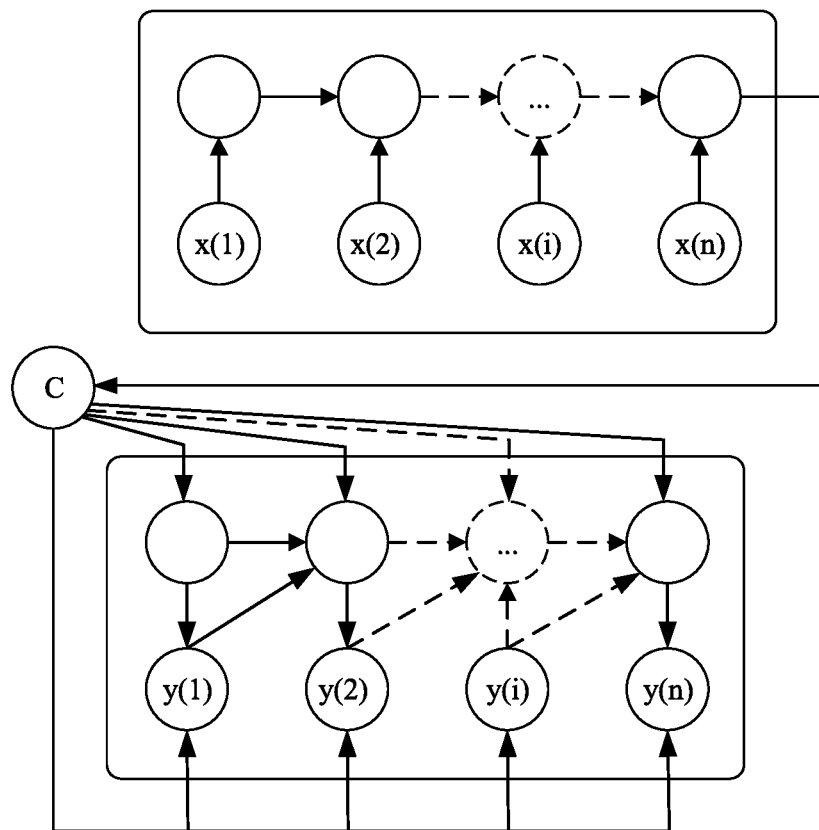 ...
x(1) x(2) x(i) x(n)
C
...
y(1) y(2) y(i) y(n)